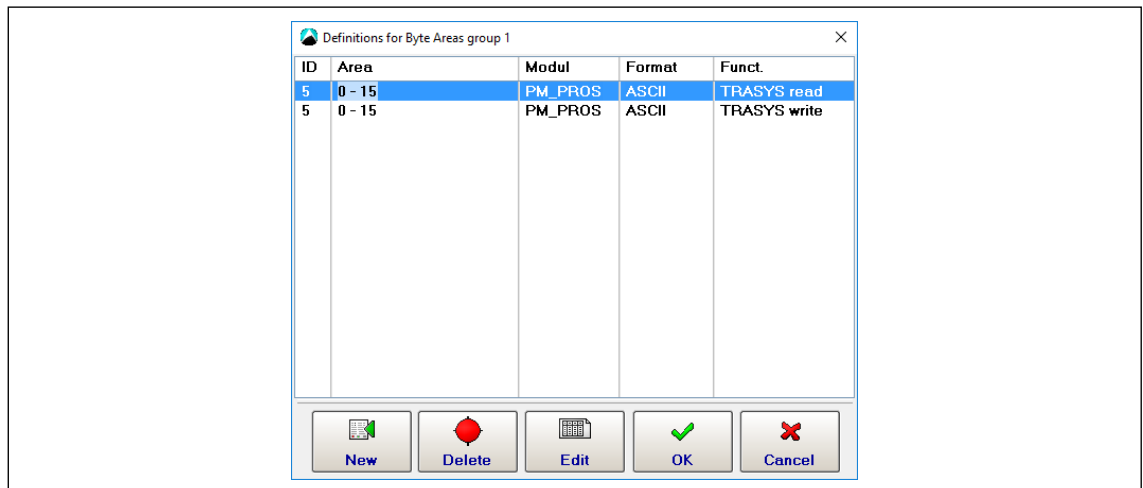 Definitions for Byte Areas group 1
ID Area Modul Format Funct.
5 0 - 15 PM_PROS ASCII TRASYS read
5 0 - 15 PM_PROS ASCII TRASYS write
New Delete Edit OK Cancel